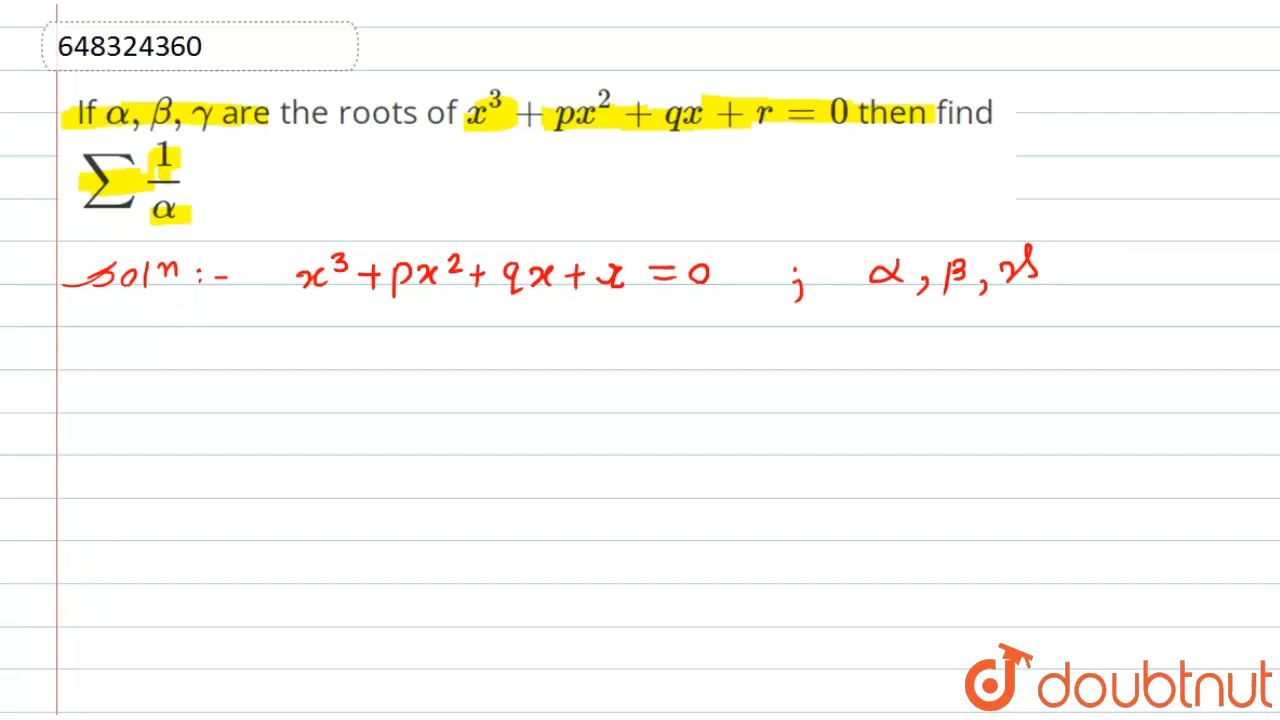 648324360
If α, β, γ are the roots of x³ + px² + qx + r = 0 then find
∑ 1/α
Solⁿ :- x³ + px² + qx + r = 0 ; α, β, γ
doubtnut